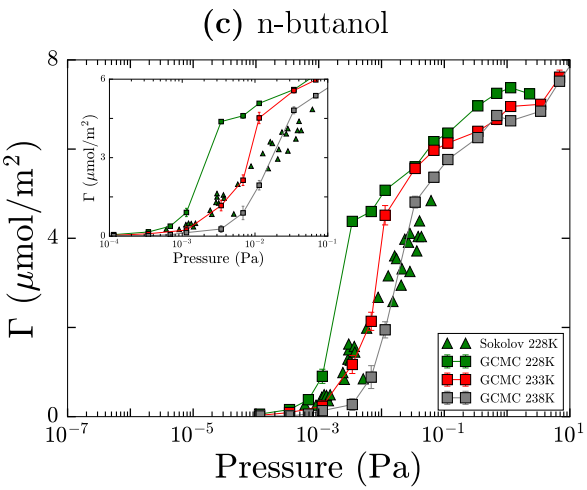 (c) n-butanol
Γ (μmol/m²)
8
4
0
10⁻⁷
10⁻⁵
10⁻³
10⁻¹
10¹
Pressure (Pa)
Γ (μmol/m²)
6
3
0
10⁻⁴
10⁻³
10⁻²
10⁻¹
Pressure (Pa)
Sokolov 228K
GCMC 228K
GCMC 233K
GCMC 238K